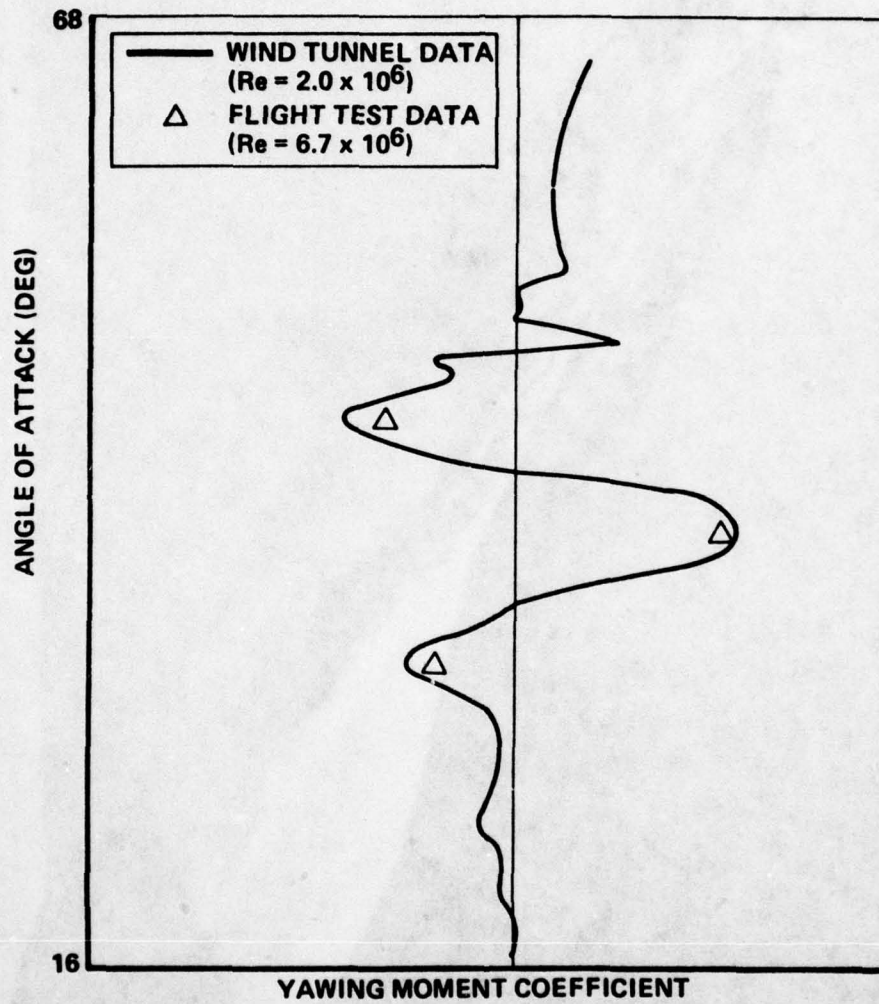 68
WIND TUNNEL DATA
(Re = 2.0 x 10⁶)
△ FLIGHT TEST DATA
(Re = 6.7 x 10⁶)
ANGLE OF ATTACK (DEG)
16
YAWING MOMENT COEFFICIENT